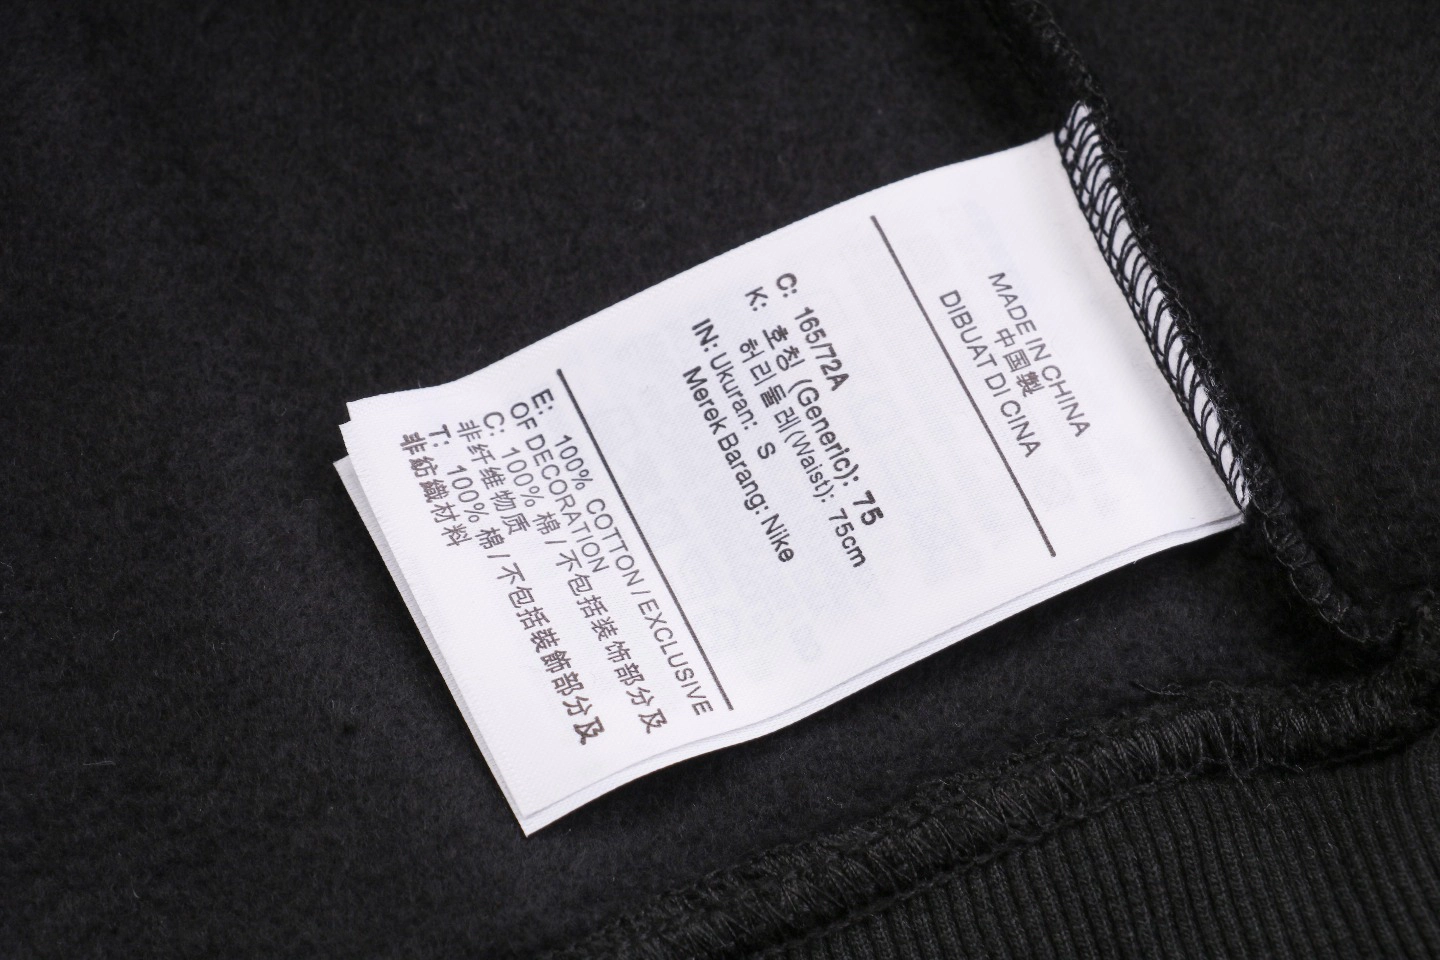 MADE IN CHINA
中国製
DIBUAT DI CINA
C: 165/72A
K: 호칭 (Generic): 75
허리둘레(Waist): 75cm
IN: Ukuran: S
Merek Barang: Nike
E: 100% COTTON / EXCLUSIVE
OF DECORATION
C: 100% 棉 / 不包括装饰部分及
非纤维物质
T: 100% 棉 / 不包括裝飾部分及
非紡織材料